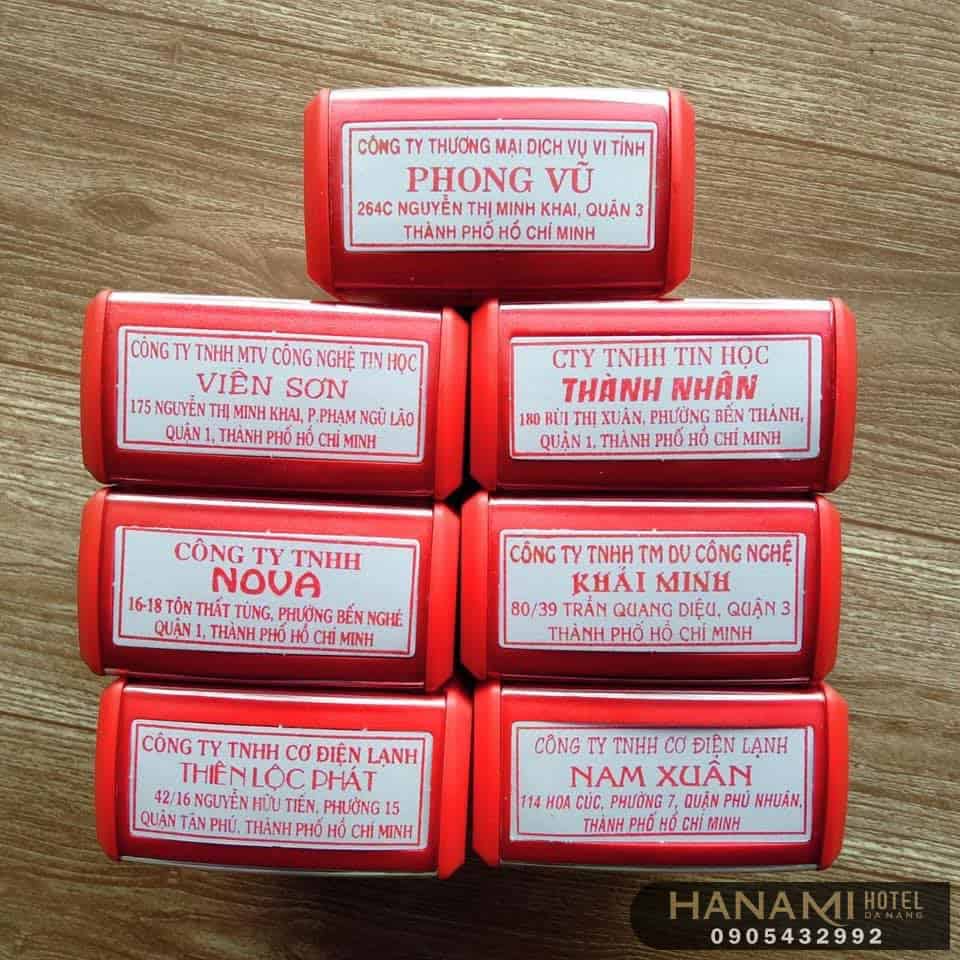 CÔNG TY THƯƠNG MẠI DỊCH VỤ VI TÍNH
PHONG VŨ
264C NGUYỄN THỊ MINH KHAI, QUẬN 3
THÀNH PHỐ HỒ CHÍ MINH
CÔNG TY TNHH MTV CÔNG NGHỆ TIN HỌC
VIỄN SƠN
175 NGUYỄN THỊ MINH KHAI, P.PHẠM NGŨ LÃO
QUẬN 1, THÀNH PHỐ HỒ CHÍ MINH
CTY TNHH TIN HỌC
THÀNH NHÂN
180 BÙI THỊ XUÂN, PHƯỜNG BẾN THÀNH,
QUẬN 1, THÀNH PHỐ HỒ CHÍ MINH
CÔNG TY TNHH
NOVA
16-18 TÔN THẤT TÙNG, PHƯỜNG BẾN NGHÉ
QUẬN 1, THÀNH PHỐ HỒ CHÍ MINH
CÔNG TY TNHH TM DV CÔNG NGHỆ
KHẢI MINH
80/39 TRẦN QUANG DIỆU, QUẬN 3
THÀNH PHỐ HỒ CHÍ MINH
CÔNG TY TNHH CƠ ĐIỆN LẠNH
THIÊN LỘC PHÁT
42/16 NGUYỄN HỮU TIẾN, PHƯỜNG 15
QUẬN TÂN PHÚ, THÀNH PHỐ HỒ CHÍ MINH
CÔNG TY TNHH CƠ ĐIỆN LẠNH
NAM XUÂN
114 HOA CÚC, PHƯỜNG 7, QUẬN PHÚ NHUẬN,
THÀNH PHỐ HỒ CHÍ MINH
HANAMI HOTEL
DA NANG
0905432992